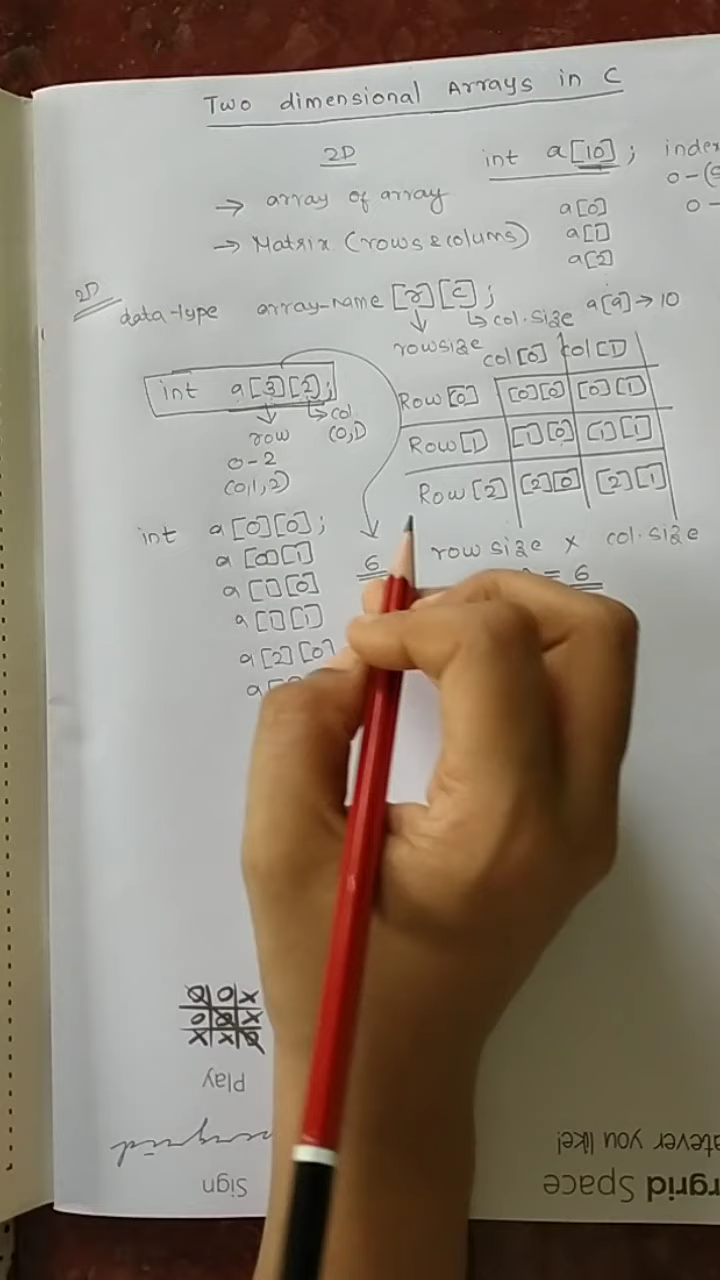 Two dimensional Arrays in C
2D
int a[10]; index
0-(s
→ array of array
a[0]
0-
→ Matrix (rows & colums)
a[1]
a[2]
2D
data-type array-name [r][c];
a[9]→10
rowsize
col.size
col[0] col[1]
int a[3][2];
Row[0] [0][0] [0][1]
row
0-2
(0,1,2)
col
(0,1)
Row[1] [1][0] [1][1]
Row[2] [2][0] [2][1]
int a[0][0];
a[0][1]
a[1][0]
a[1][1]
a[2][0]
6
row size x col.size
= 6
O O X
O O X
X X O
Play
Sign
atever you like!
rgrid Space